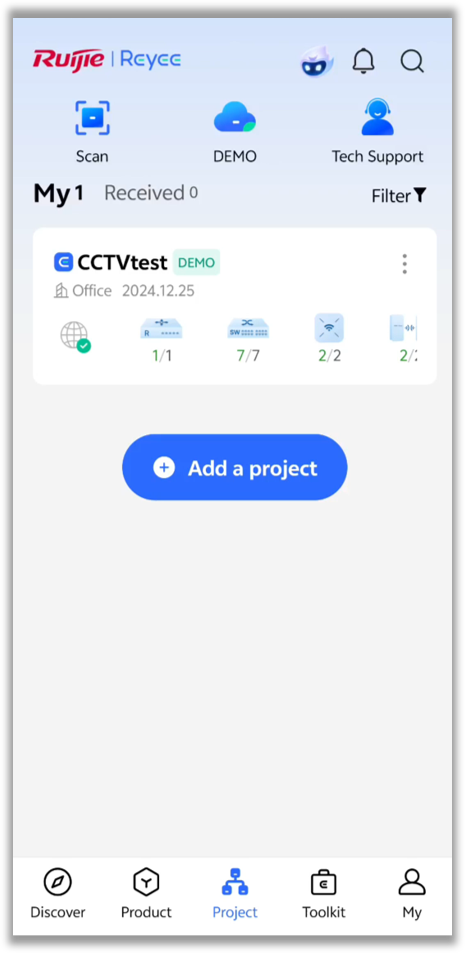 Ruijie | Reyee
Scan
DEMO
Tech Support
My 1
Received 0
Filter
CCTVtest DEMO
Office 2024.12.25
R
SW
1/1
7/7
2/2
2/
Add a project
Discover
Product
Project
Toolkit
My